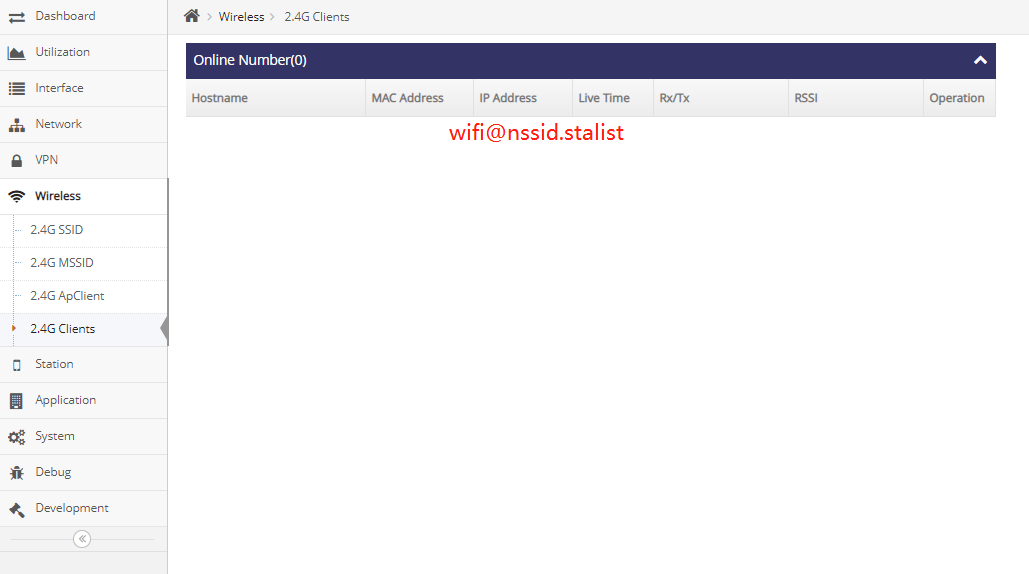 Dashboard
Utilization
Interface
Network
VPN
Wireless
2.4G SSID
2.4G MSSID
2.4G ApClient
2.4G Clients
Station
Application
System
Debug
Development
Wireless 2.4G Clients
Online Number(0)
Hostname MAC Address IP Address Live Time Rx/Tx RSSI Operation
wifi@nssid.stalist